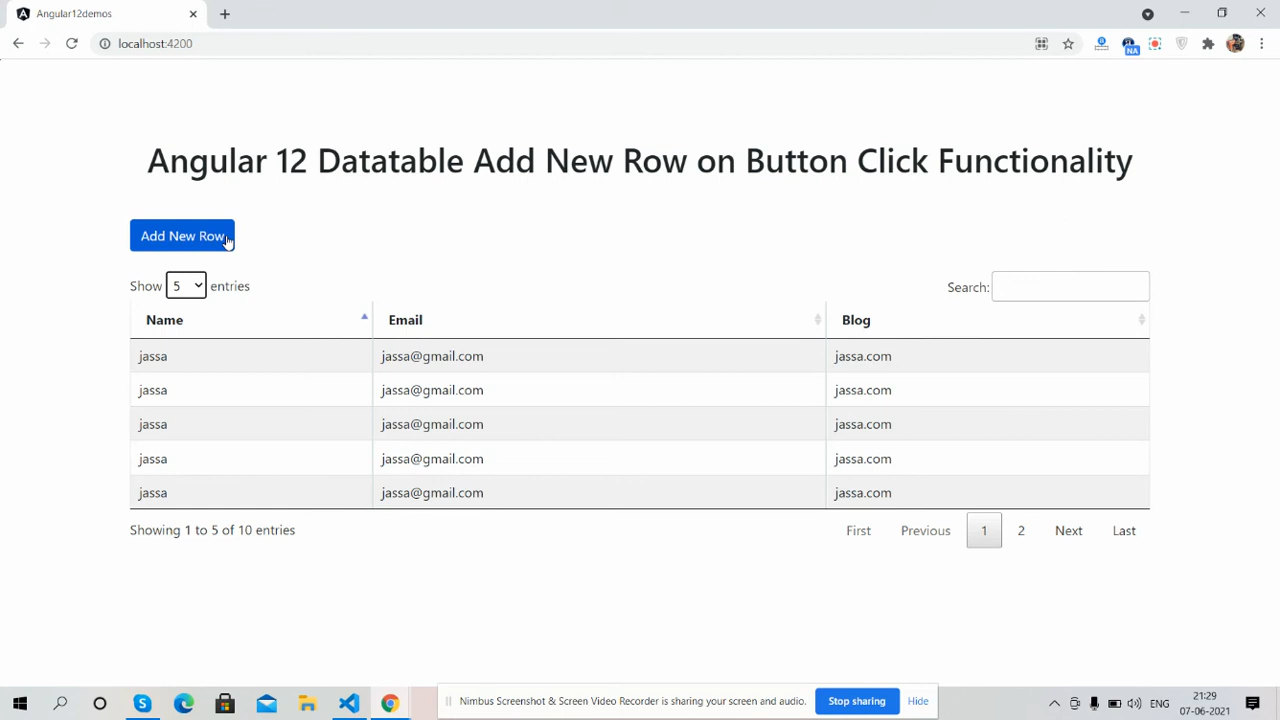 Angular12demos
localhost:4200
NA
Angular 12 Datatable Add New Row on Button Click Functionality
Add New Row
Show 5 entries
Search:
Name Email Blog
jassa jassa@gmail.com jassa.com
jassa jassa@gmail.com jassa.com
jassa jassa@gmail.com jassa.com
jassa jassa@gmail.com jassa.com
jassa jassa@gmail.com jassa.com
Showing 1 to 5 of 10 entries
First Previous 1 2 Next Last
Nimbus Screenshot & Screen Video Recorder is sharing your screen and audio. Stop sharing Hide
ENG
21:29
07-06-2021